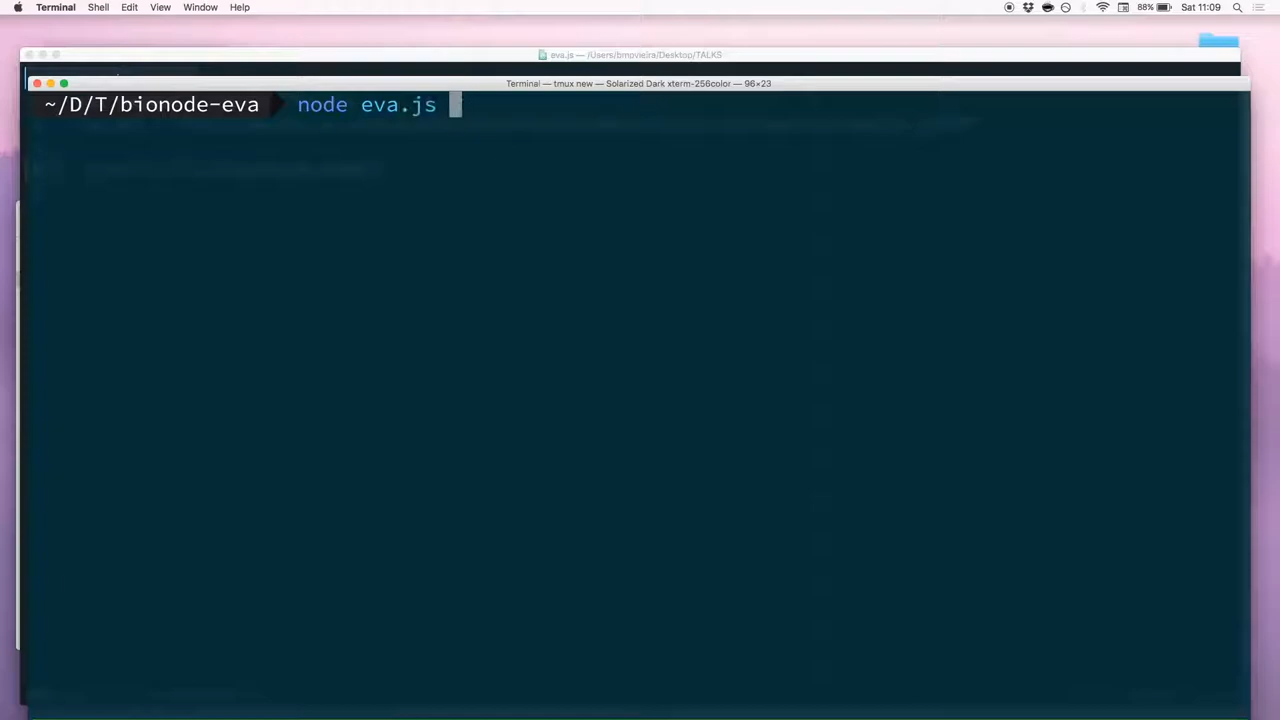 Terminal Shell Edit View Window Help 88% Sat 11:09
eva.js — /Users/bmovieira/Desktop/TALKS
Terminal — tmux new — Solarized Dark xterm-256color — 96×23
~/D/T/bionode-eva node eva.js